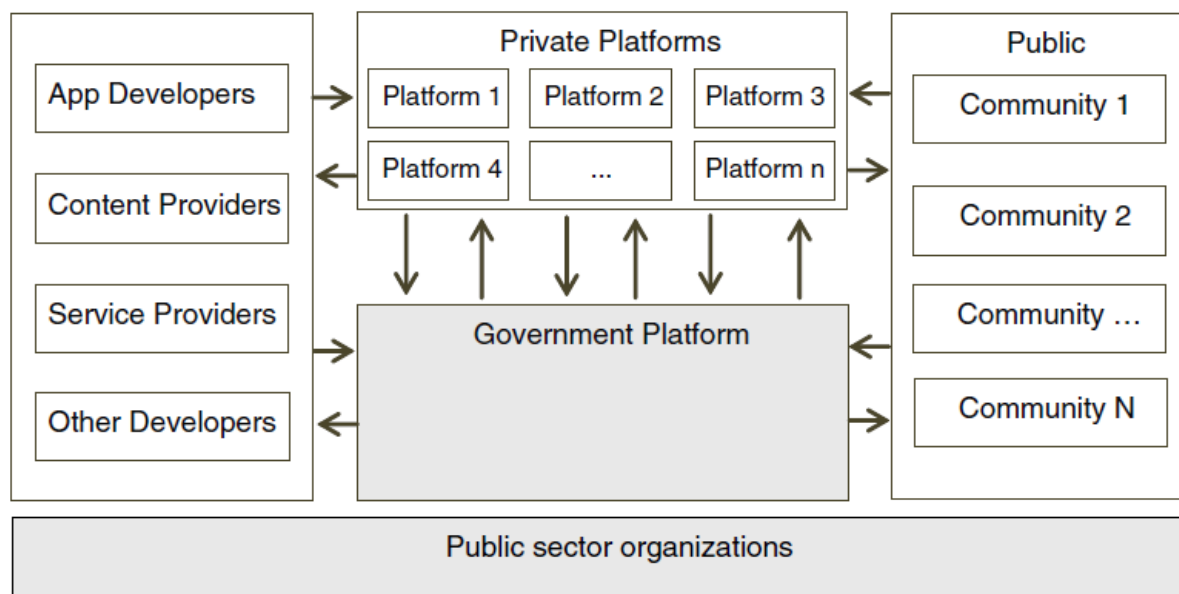 App Developers
Content Providers
Service Providers
Other Developers
Private Platforms
Platform 1
Platform 2
Platform 3
Platform 4
...
Platform n
Government Platform
Public
Community 1
Community 2
Community ...
Community N
Public sector organizations